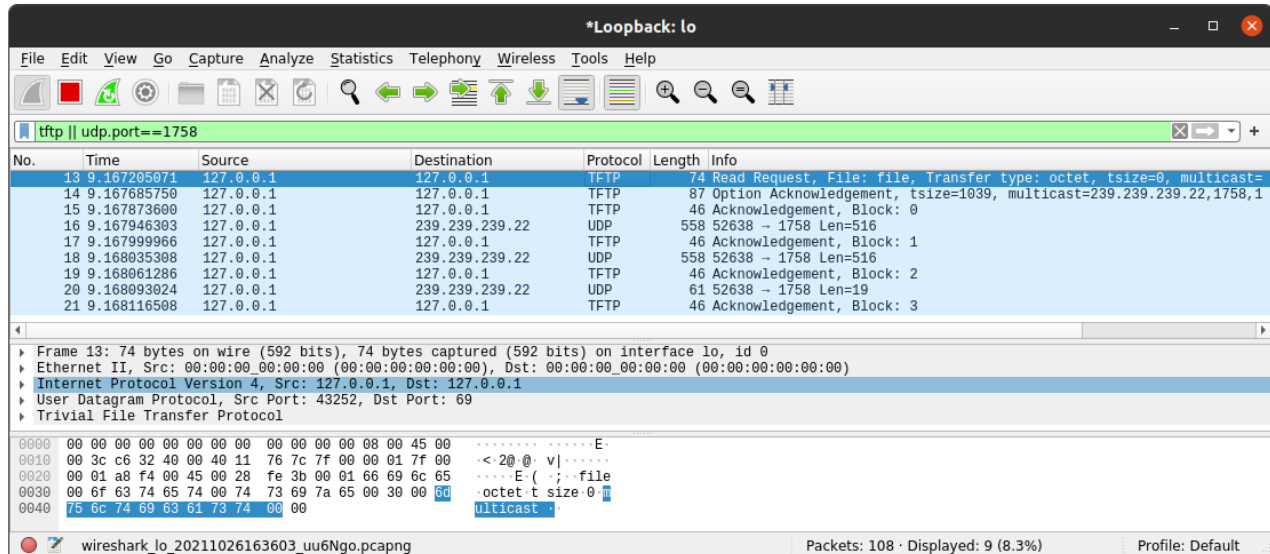 *Loopback: lo
File Edit View Go Capture Analyze Statistics Telephony Wireless Tools Help
tftp || udp.port==1758
No. Time Source Destination Protocol Length Info
13 9.167205071 127.0.0.1 127.0.0.1 TFTP 74 Read Request, File: file, Transfer type: octet, tsize=0, multicast=
14 9.167685750 127.0.0.1 127.0.0.1 TFTP 87 Option Acknowledgement, tsize=1039, multicast=239.239.239.22,1758,1
15 9.167873600 127.0.0.1 127.0.0.1 TFTP 46 Acknowledgement, Block: 0
16 9.167946303 127.0.0.1 239.239.239.22 UDP 558 52638 → 1758 Len=516
17 9.167999966 127.0.0.1 127.0.0.1 TFTP 46 Acknowledgement, Block: 1
18 9.168035308 127.0.0.1 239.239.239.22 UDP 558 52638 → 1758 Len=516
19 9.168061286 127.0.0.1 127.0.0.1 TFTP 46 Acknowledgement, Block: 2
20 9.168093024 127.0.0.1 239.239.239.22 UDP 61 52638 → 1758 Len=19
21 9.168116508 127.0.0.1 127.0.0.1 TFTP 46 Acknowledgement, Block: 3
Frame 13: 74 bytes on wire (592 bits), 74 bytes captured (592 bits) on interface lo, id 0
Ethernet II, Src: 00:00:00_00:00:00 (00:00:00:00:00:00), Dst: 00:00:00_00:00:00 (00:00:00:00:00:00)
Internet Protocol Version 4, Src: 127.0.0.1, Dst: 127.0.0.1
User Datagram Protocol, Src Port: 43252, Dst Port: 69
Trivial File Transfer Protocol
0000 00 00 00 00 00 00 00 00 00 00 00 00 08 00 45 00 ········ ······E·
0010 00 3c c6 32 40 00 40 11 76 7c 7f 00 00 01 7f 00 ·<·2@·@· v|······
0020 00 01 a8 f4 00 45 00 28 fe 3b 00 01 66 69 6c 65 ·····E·( ·;··file
0030 00 6f 63 74 65 74 00 74 73 69 7a 65 00 30 00 6d ·octet·t size·0·m
0040 75 6c 74 69 63 61 73 74 00 00 ulticast ··
wireshark_lo_20211026163603_uu6Ngo.pcapng Packets: 108 · Displayed: 9 (8.3%) Profile: Default